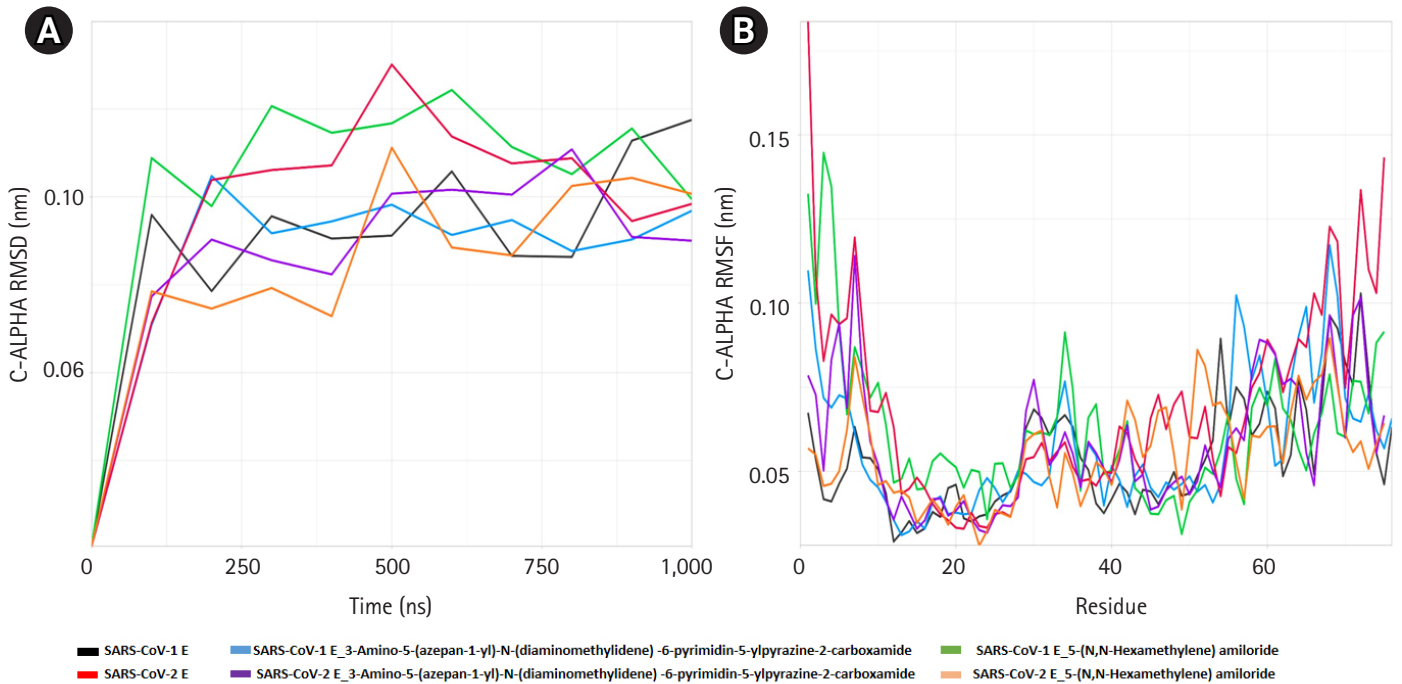 A
C-ALPHA RMSD (nm)
0.10
0.06
0
250
500
750
1,000
Time (ns)
B
C-ALPHA RMSF (nm)
0.15
0.10
0.05
0
20
40
60
Residue
SARS-CoV-1 E
SARS-CoV-1 E_3-Amino-5-(azepan-1-yl)-N-(diaminomethylidene) -6-pyrimidin-5-ylpyrazine-2-carboxamide
SARS-CoV-1 E_5-(N,N-Hexamethylene) amiloride
SARS-CoV-2 E
SARS-CoV-2 E_3-Amino-5-(azepan-1-yl)-N-(diaminomethylidene) -6-pyrimidin-5-ylpyrazine-2-carboxamide
SARS-CoV-2 E_5-(N,N-Hexamethylene) amiloride